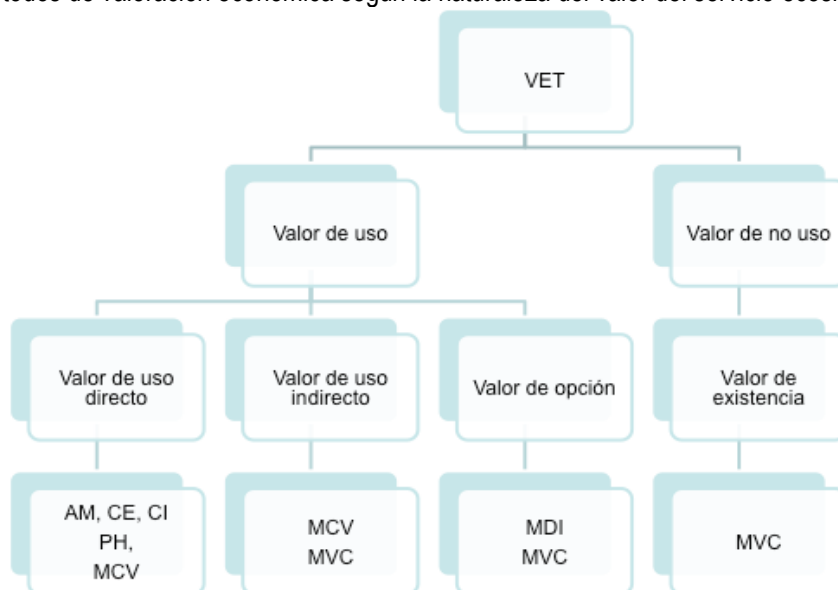 de valoración económica según la naturaleza del valor del servicio
VET
Valor de uso
Valor de no uso
Valor de uso
directo
Valor de uso
indirecto
Valor de opción
Valor de
existencia
AM, CE, CI
PH,
MCV
MCV
MVC
MDI
MVC
MVC